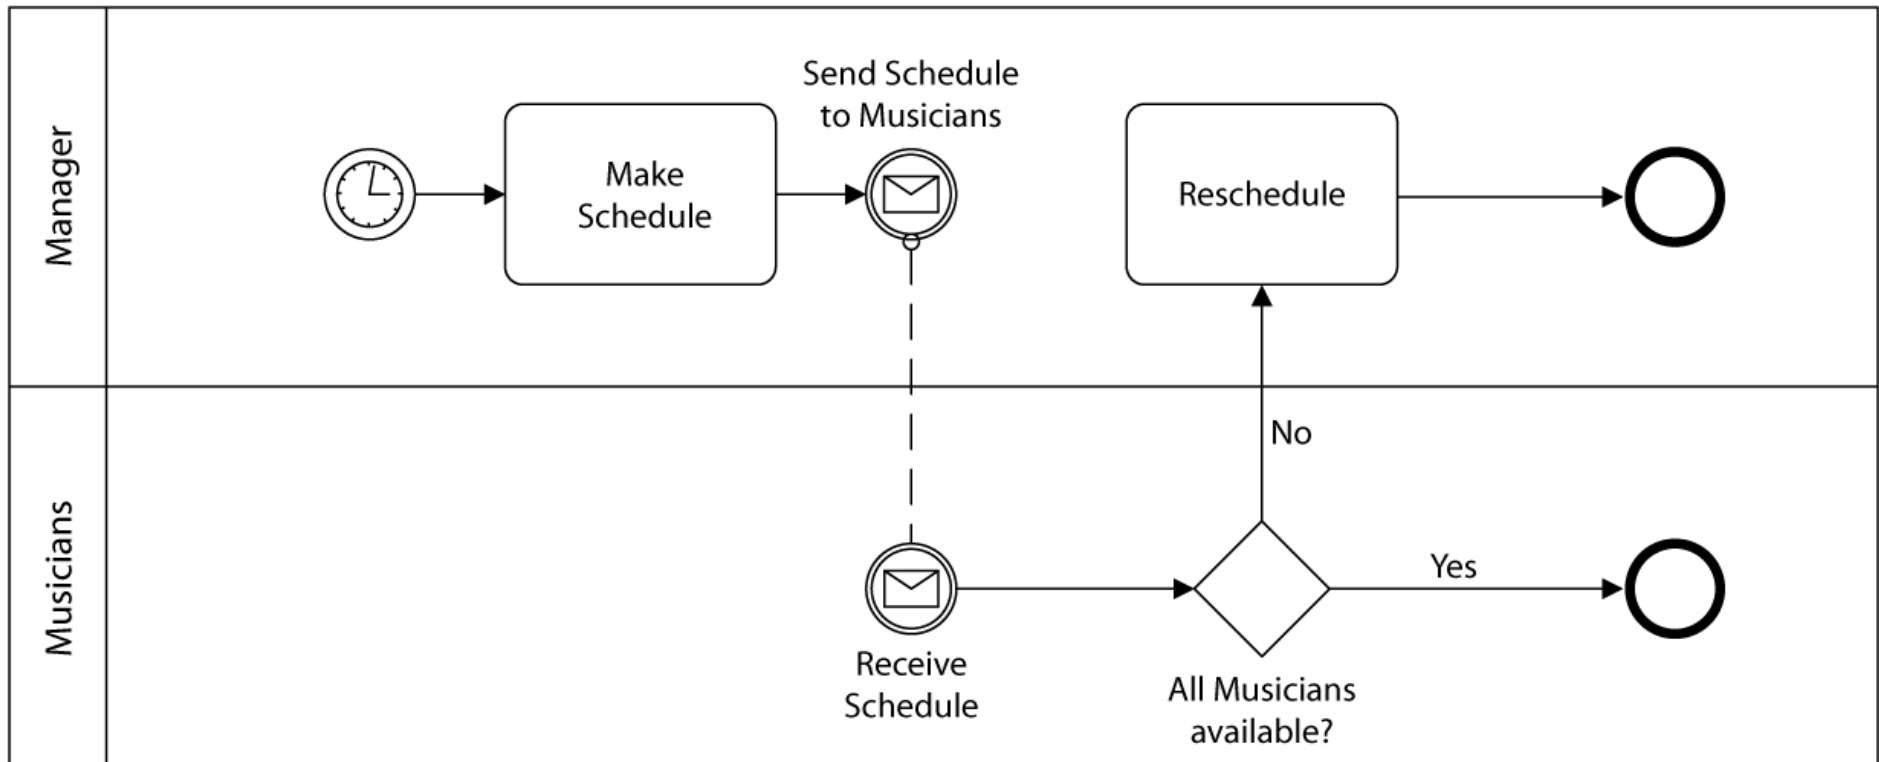 Manager
Send Schedule
to Musicians
Make
Schedule
Reschedule
Musicians
No
Yes
Receive
Schedule
All Musicians
available?